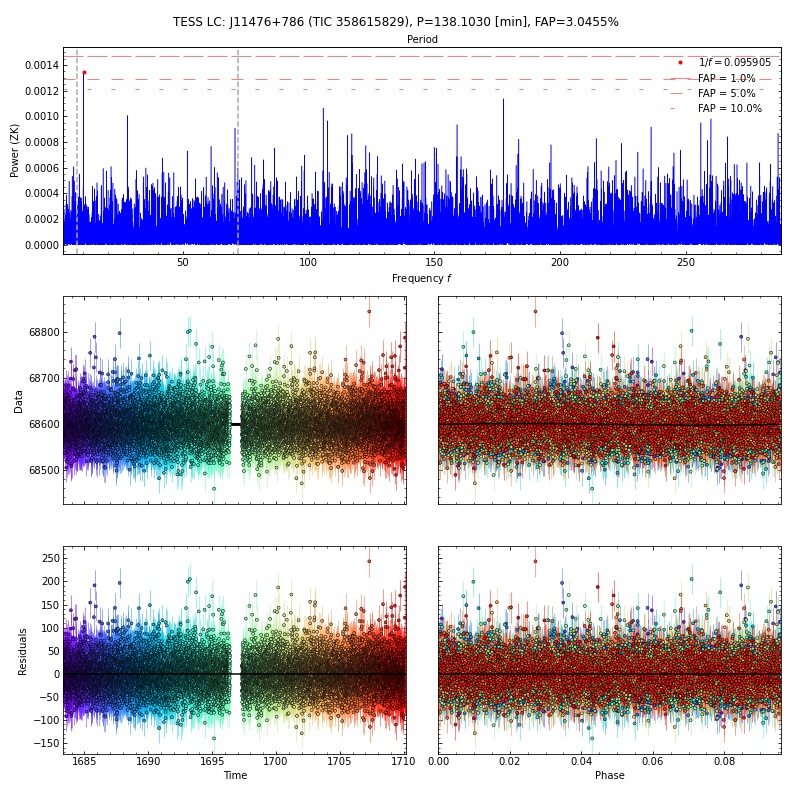 TESS LC: J11476+786 (TIC 358615829), P=138.1030 [min], FAP=3.0455%
Period
0.0014
0.0012
0.0010
0.0008
0.0006
0.0004
0.0002
0.0000
Power (ZK)
1/f = 0.095905
FAP = 1.0%
FAP = 5.0%
FAP = 10.0%
50 100 150 200 250
Frequency f
68800
68700
68600
68500
Data
250
200
150
100
50
0
−50
−100
−150
Residuals
1685 1690 1695 1700 1705 1710
Time
0.00 0.02 0.04 0.06 0.08
Phase